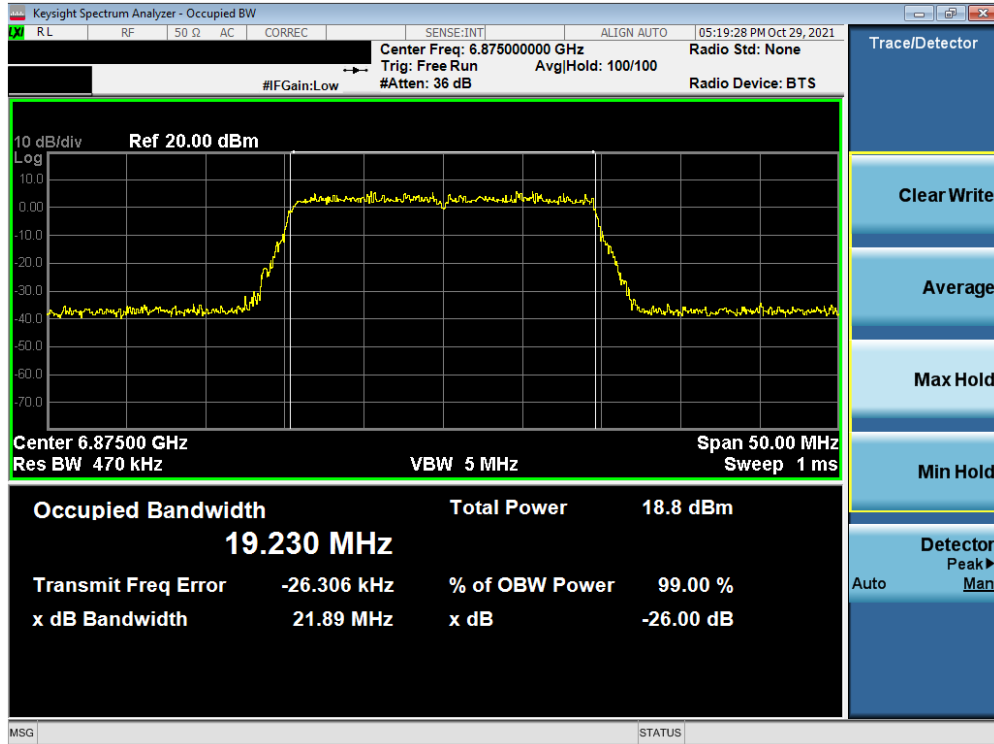 Keysight Spectrum Analyzer - Occupied BW
LXI RL RF 50 Ω AC CORREC SENSE:INT ALIGN AUTO 05:19:28 PM Oct 29, 2021
Center Freq: 6.875000000 GHz Radio Std: None
Trig: Free Run Avg|Hold: 100/100
#IFGain:Low #Atten: 36 dB Radio Device: BTS
10 dB/div Ref 20.00 dBm
Log
10.0
0.00
-10.0
-20.0
-30.0
-40.0
-50.0
-60.0
-70.0
Center 6.87500 GHz Span 50.00 MHz
Res BW 470 kHz VBW 5 MHz Sweep 1 ms
Occupied Bandwidth Total Power 18.8 dBm
19.230 MHz
Transmit Freq Error -26.306 kHz % of OBW Power 99.00 %
x dB Bandwidth 21.89 MHz x dB -26.00 dB
MSG STATUS
Trace/Detector
Clear Write
Average
Max Hold
Min Hold
Detector
Peak▶
Auto Man